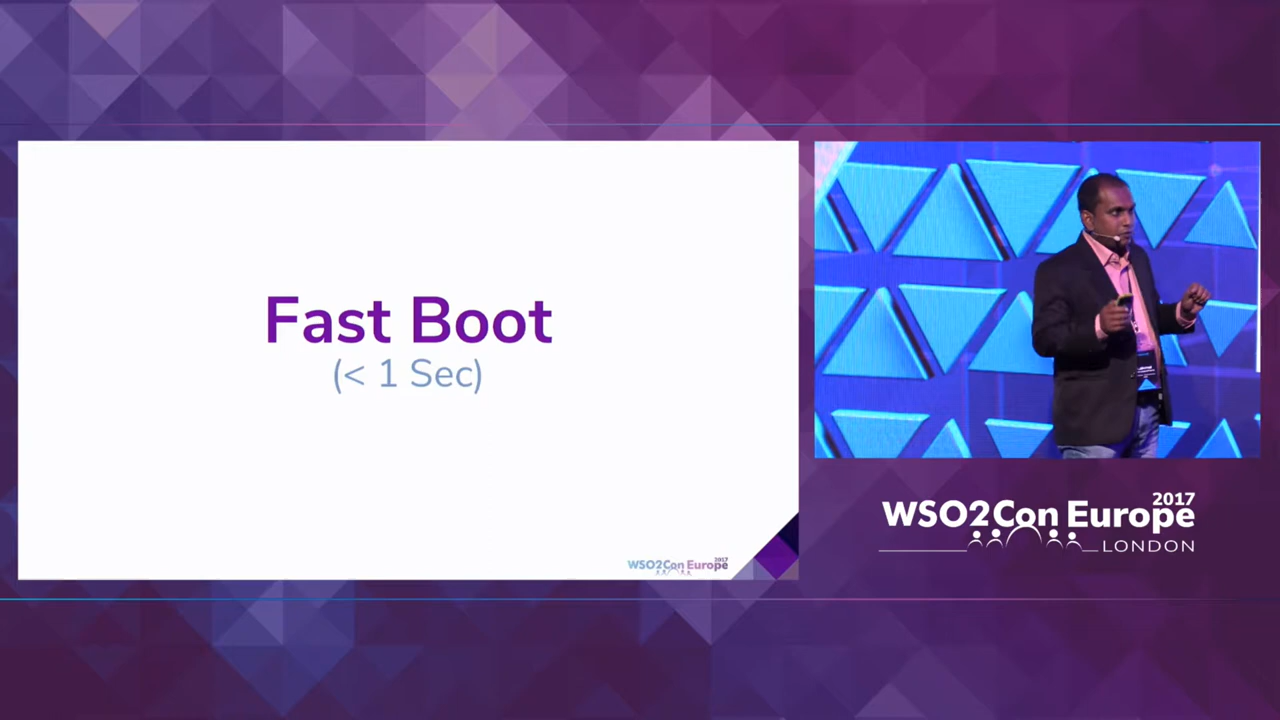 Fast Boot
(< 1 Sec)
WSO2Con Europe 2017
WSO2Con Europe 2017
LONDON